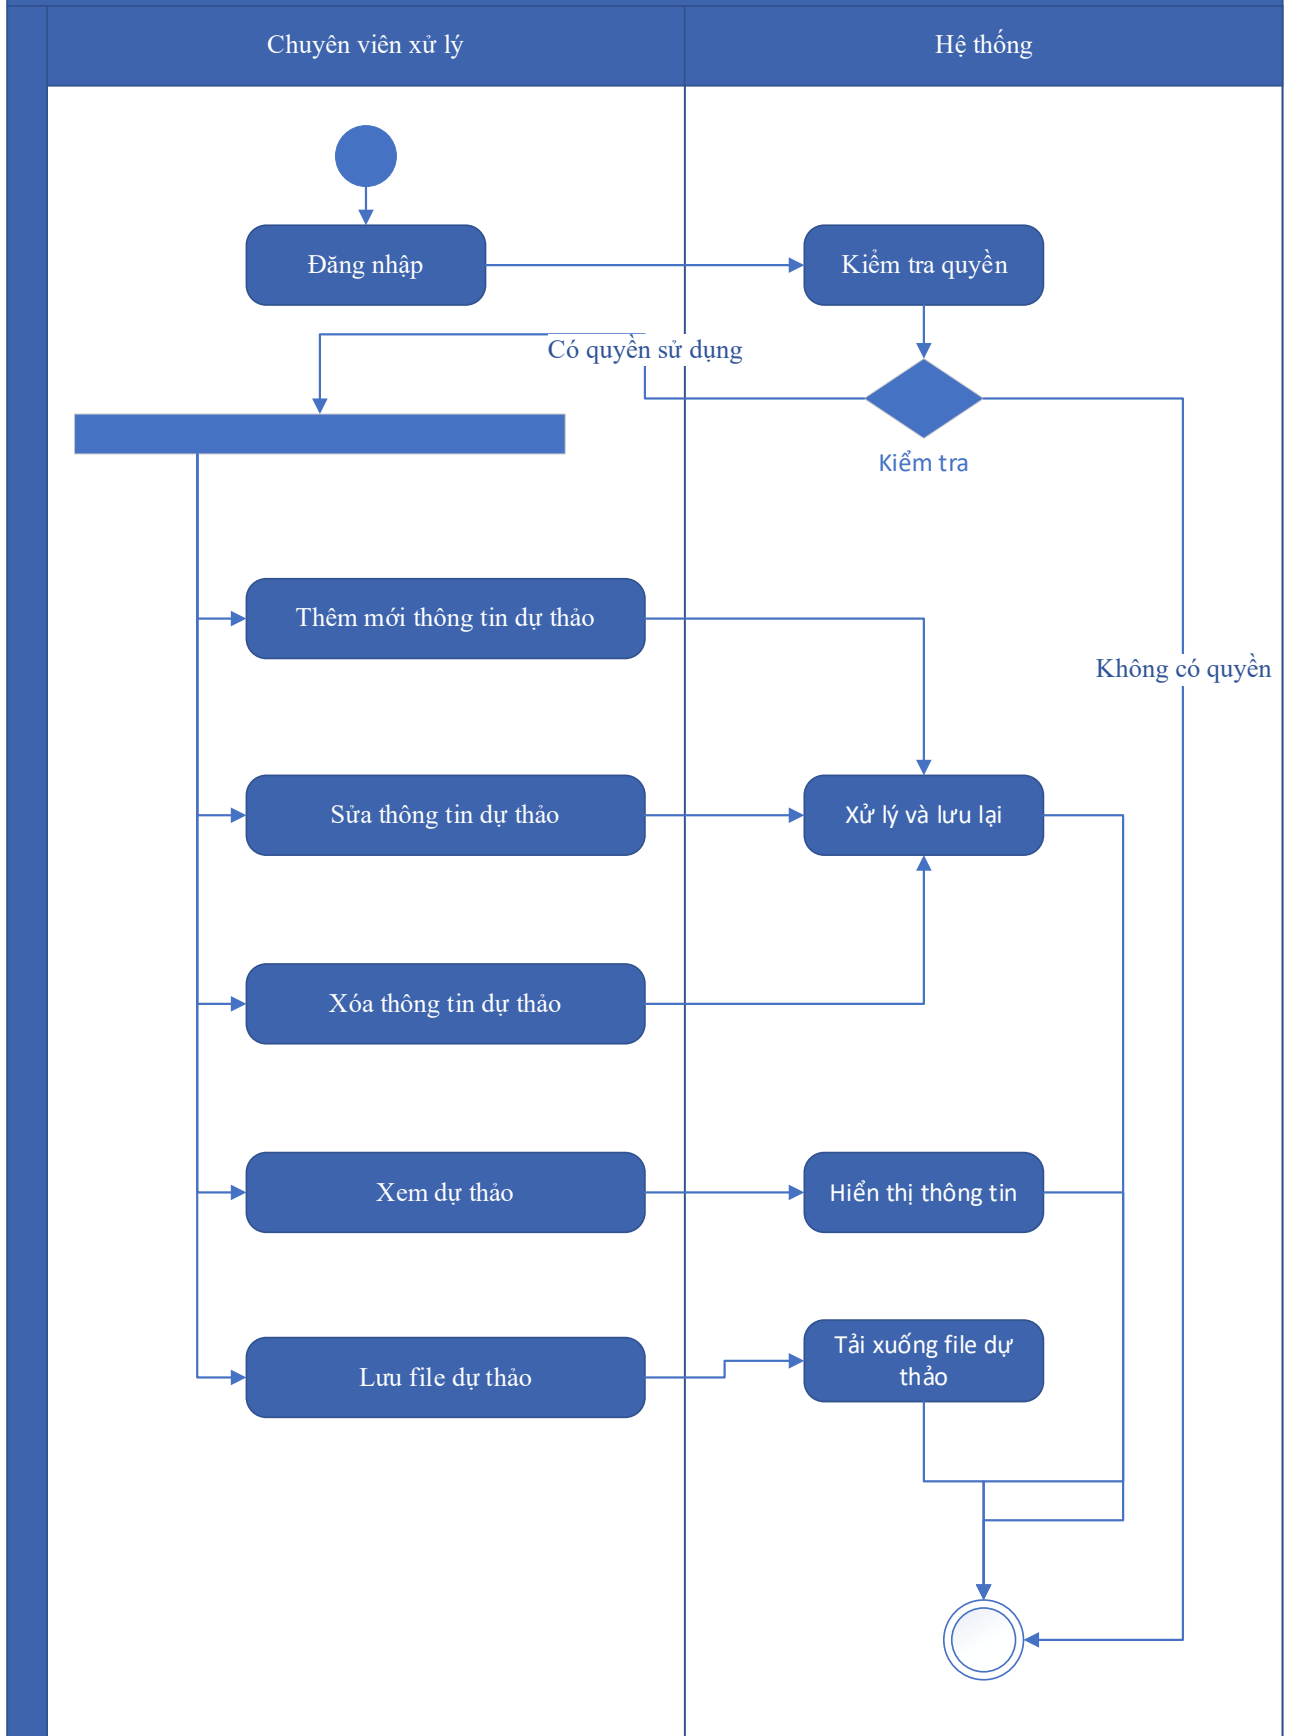 Chuyên viên xử lý
Hệ thống
Đăng nhập
Kiểm tra quyền
Có quyền sử dụng
Kiểm tra
Thêm mới thông tin dự thảo
Không có quyền
Sửa thông tin dự thảo
Xử lý và lưu lại
Xóa thông tin dự thảo
Xem dự thảo
Hiển thị thông tin
Tải xuống file dự
thảo
Lưu file dự thảo